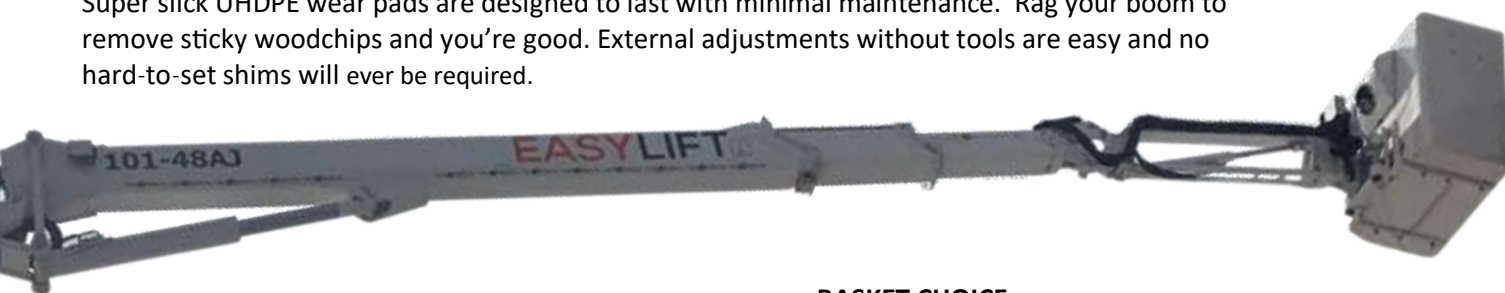 Super slick UHDPE wear pads are designed to last with minimal maintenance. Rag your boom to
remove sticky woodchips and you're good. External adjustments without tools are easy and no
hard-to-set shims will ever be required.
101-48AJ
EASYLIFT
BASKET CHOICE